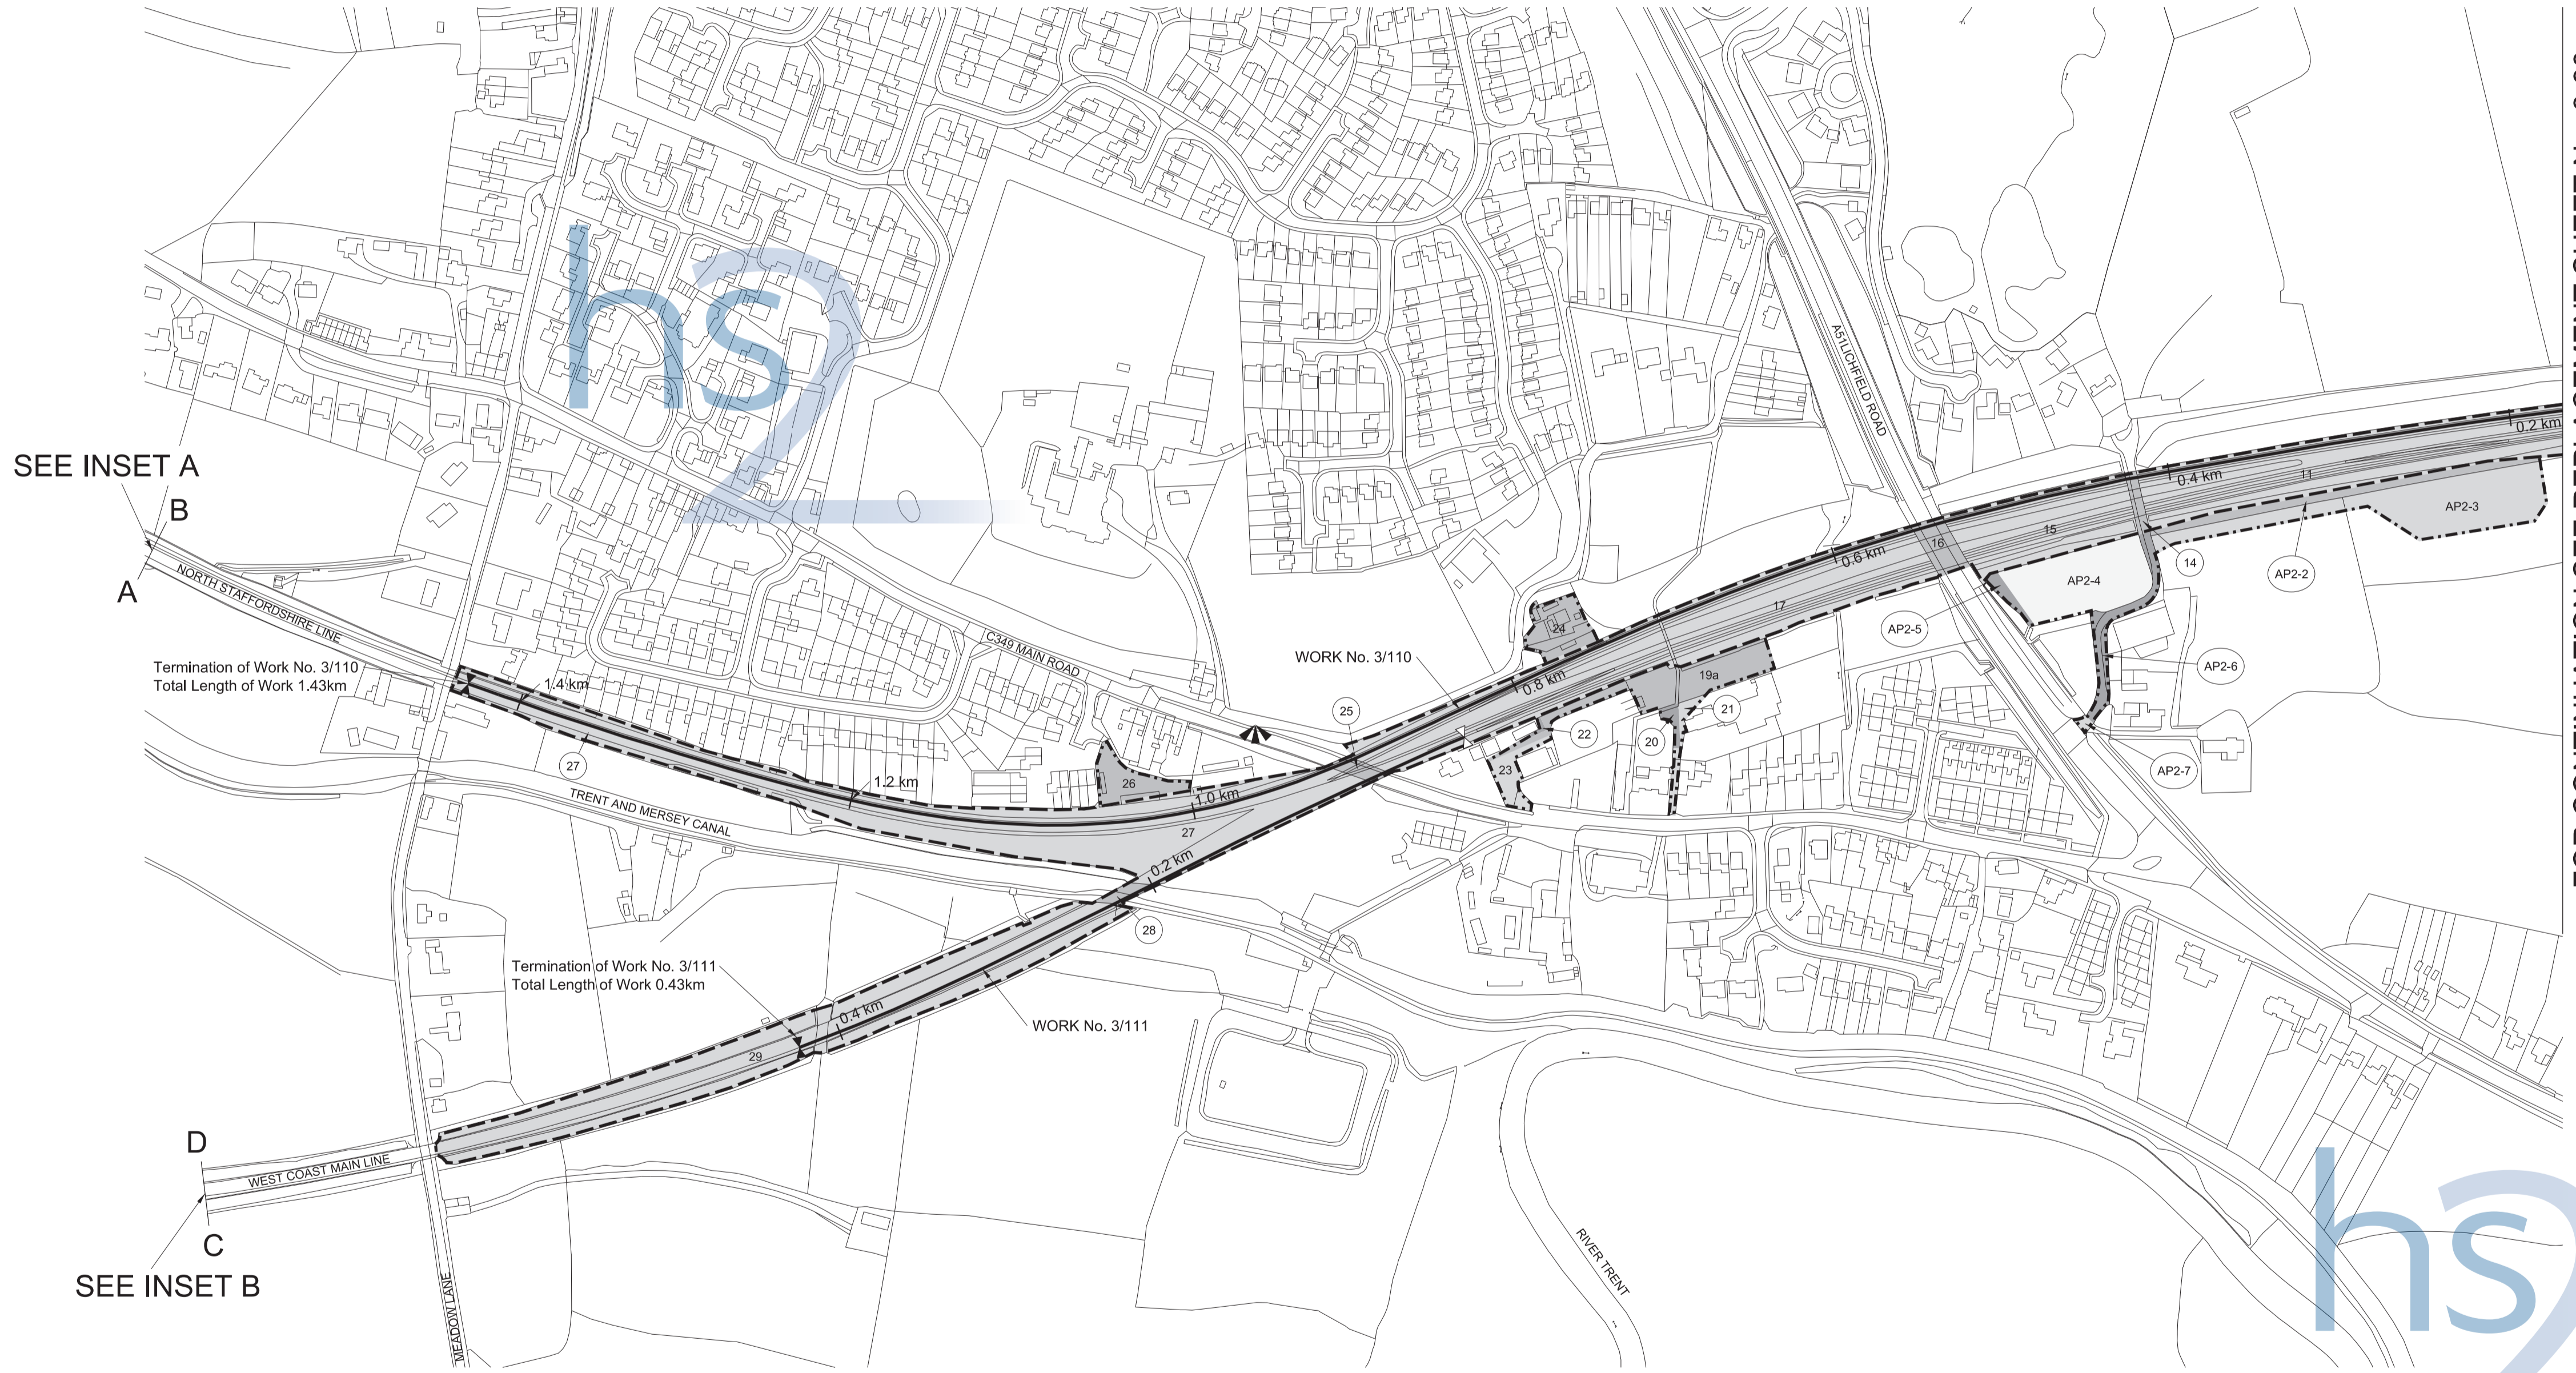 hs2
A51LICHFIELD ROAD
0.2 km
0.4 km
11
AP2-3
SEE INSET A
B
A
NORTH STAFFORDSHIRE LINE
0.6 km
16
15
14
AP2-2
AP2-4
AP2-5
17
24
C349 MAIN ROAD
WORK No. 3/110
0.8 km
19a
AP2-6
Termination of Work No. 3/110
Total Length of Work 1.43km
1.4 km
25
22
21
20
27
1.2 km
26
1.0 km
23
AP2-7
TRENT AND MERSEY CANAL
27
0.2 km
28
Termination of Work No. 3/111
Total Length of Work 0.43km
0.4 km
WORK No. 3/111
29
D
WEST COAST MAIN LINE
C
SEE INSET B
MEADOW LANE
RIVER TRENT
hs2